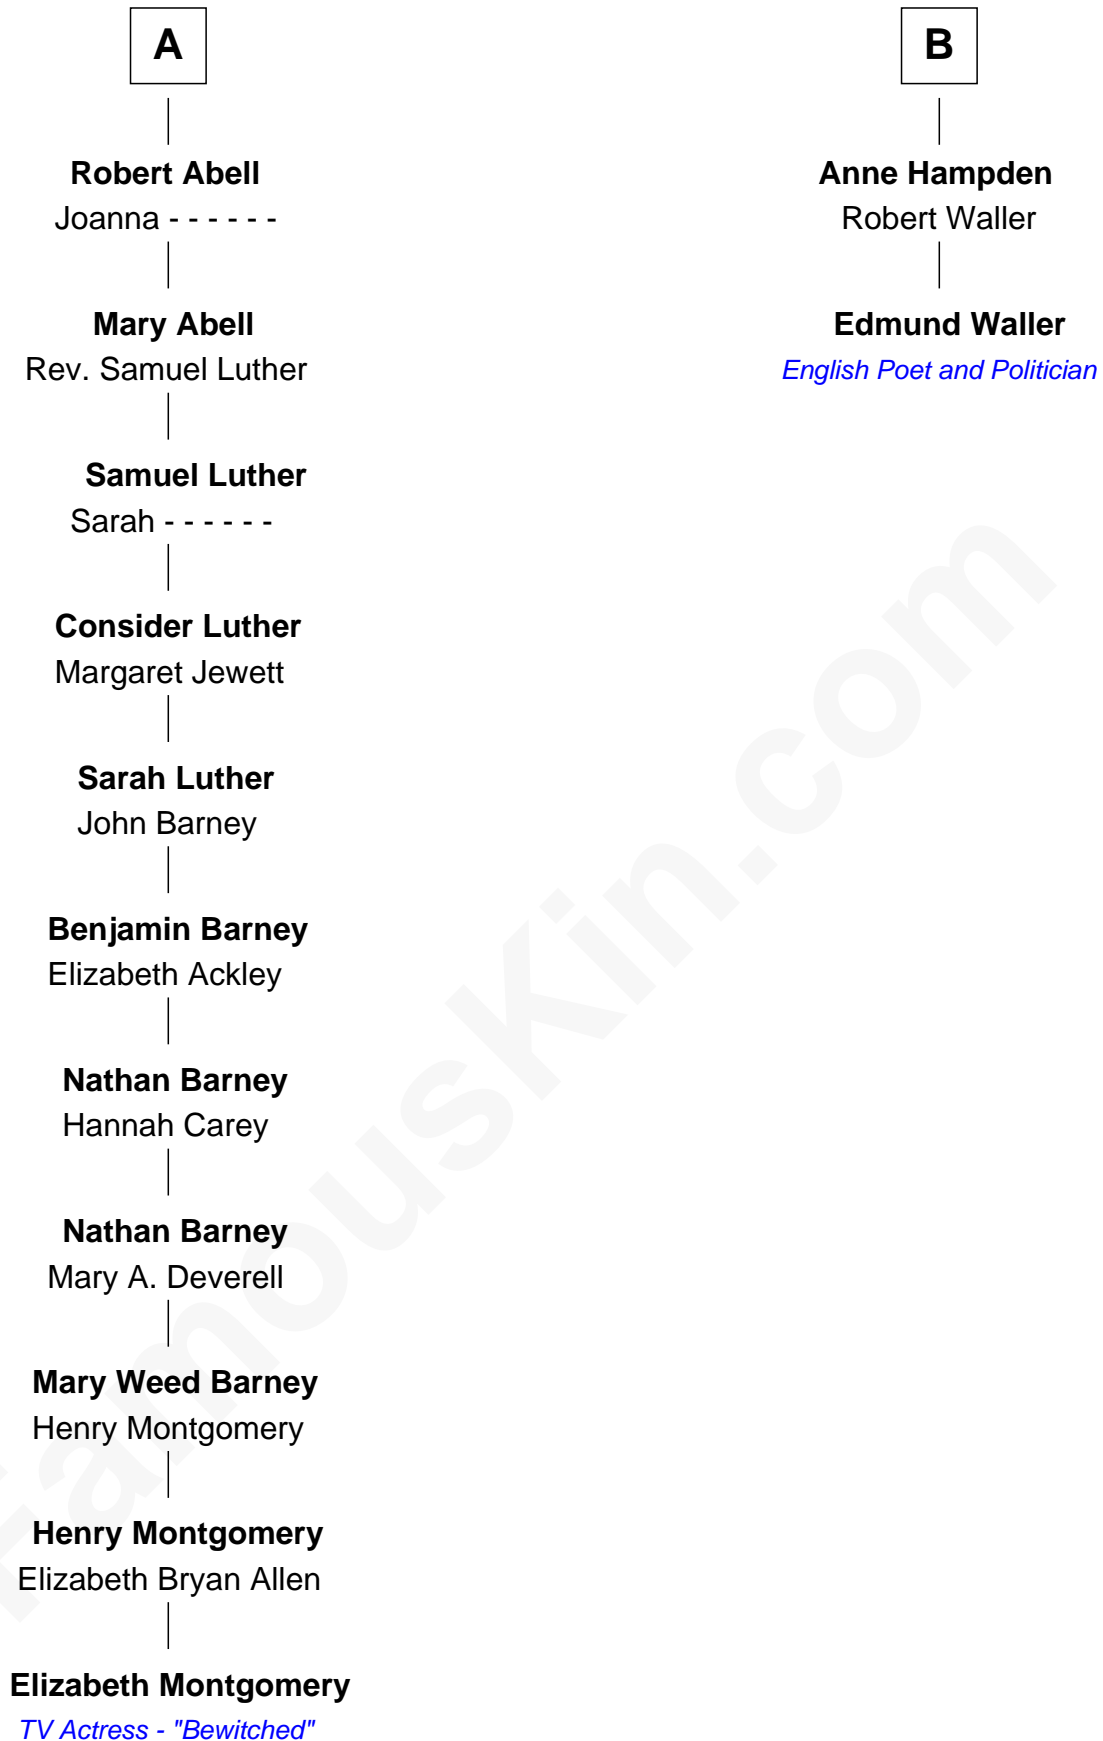 A
Robert Abell
Joanna - - - - - -
Mary Abell
Rev. Samuel Luther
Samuel Luther
Sarah - - - - - -
Consider Luther
Margaret Jewett
Sarah Luther
John Barney
Benjamin Barney
Elizabeth Ackley
Nathan Barney
Hannah Carey
Nathan Barney
Mary A. Deverell
Mary Weed Barney
Henry Montgomery
Henry Montgomery
Elizabeth Bryan Allen
Elizabeth Montgomery
TV Actress - "Bewitched"
B
Anne Hampden
Robert Waller
Edmund Waller
English Poet and Politician
FamousKin.com